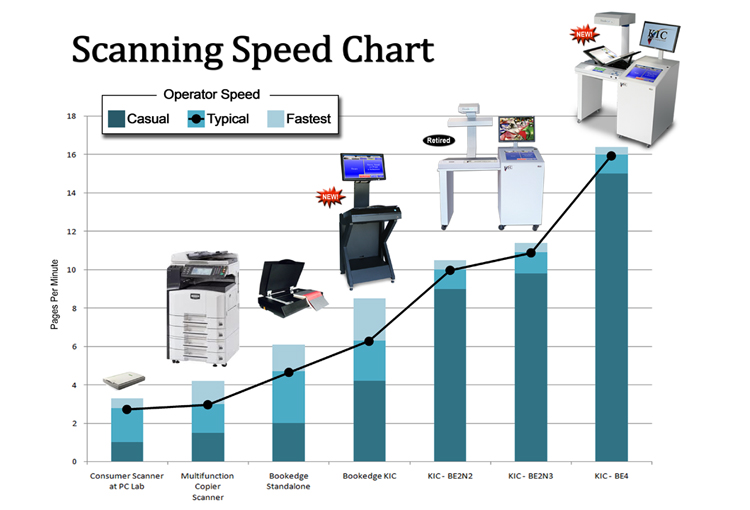 Scanning Speed Chart
Operator Speed
Casual Typical Fastest
NEW!
KIC
Retired
NEW!
KIC
Pages Per Minute
18
16
14
12
10
8
6
4
2
0
Consumer Scanner
at PC Lab
Multifunction
Copier
Scanner
Bookedge
Standalone
Bookedge KIC
KIC - BE2N2
KIC - BE2N3
KIC - BE4